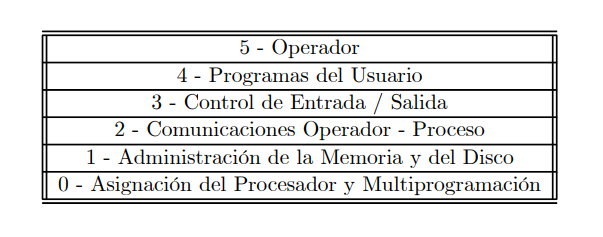 5 - Operador
4 - Programas del Usuario
3 - Control de Entrada / Salida
2 - Comunicaciones Operador - Proceso
1 - Administración de la Memoria y del Disco
0 - Asignación del Procesador y Multiprogramación